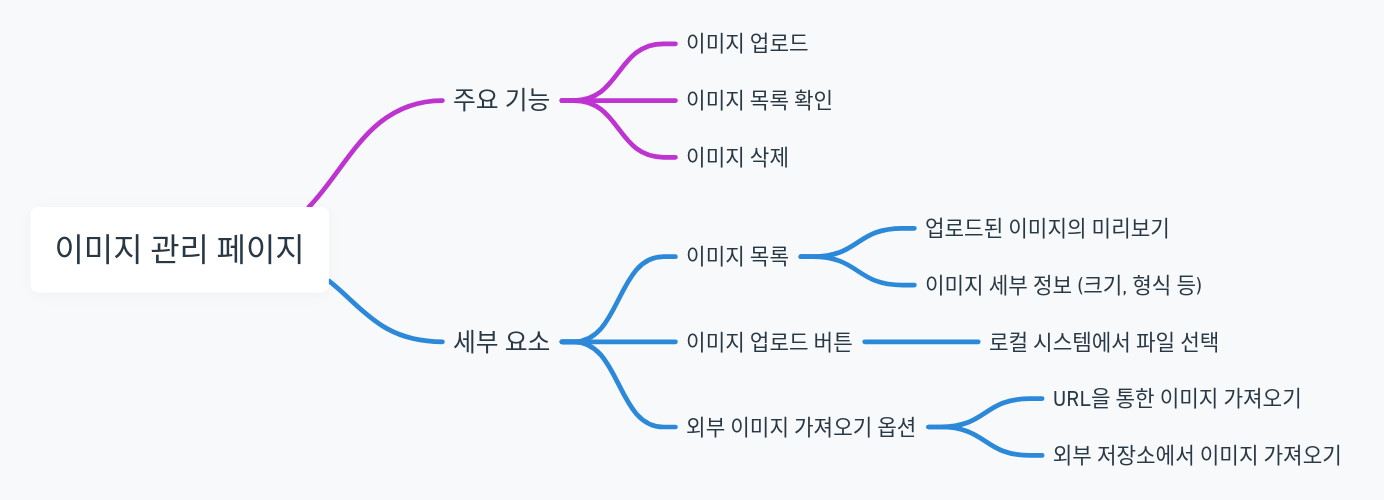 이미지 관리 페이지
주요 기능
이미지 업로드
이미지 목록 확인
이미지 삭제
세부 요소
이미지 목록
업로드된 이미지의 미리보기
이미지 세부 정보 (크기, 형식 등)
이미지 업로드 버튼
로컬 시스템에서 파일 선택
외부 이미지 가져오기 옵션
URL을 통한 이미지 가져오기
외부 저장소에서 이미지 가져오기